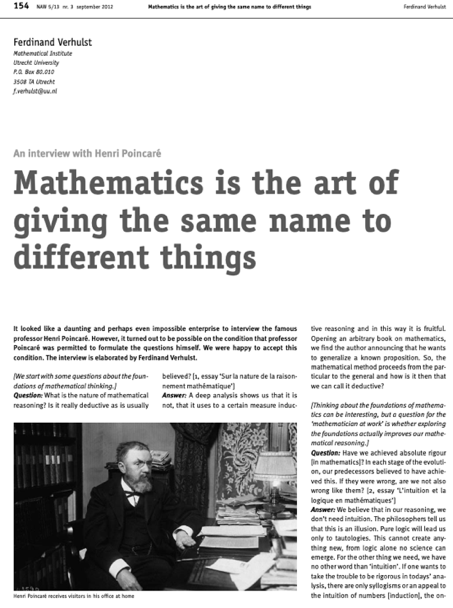 154 NAW 5/13 nr. 3 september 2012 Mathematics is the art of giving the same name to different things Ferdinand Verhulst
Ferdinand Verhulst
Mathematical Institute
Utrecht University
P.O. Box 80.010
3508 TA Utrecht
f.verhulst@uu.nl
An interview with Henri Poincaré
Mathematics is the art of
giving the same name to
different things
It looked like a daunting and perhaps even impossible enterprise to interview the famous
professor Henri Poincaré. However, it turned out to be possible on the condition that professor
Poincaré was permitted to formulate the questions himself. We were happy to accept this
condition. The interview is elaborated by Ferdinand Verhulst.
[We start with some questions about the foun-
dations of mathematical thinking.]
Question: What is the nature of mathematical
reasoning? Is it really deductive as is usually
believed? [1, essay ‘Sur la nature de la raison-
nement mathématique’]
Answer: A deep analysis shows us that it is
not, that it uses to a certain measure induc-
tive reasoning and in this way it is fruitful.
Opening an arbitrary book on mathematics,
we find the author announcing that he wants
to generalize a known proposition. So, the
mathematical method proceeds from the par-
ticular to the general and how is it then that
we can call it deductive?
[Thinking about the foundations of mathema-
tics can be interesting, but a question for the
‘mathematician at work’ is whether exploring
the foundations actually improves our mathe-
matical reasoning.]
Question: Have we achieved absolute rigour
[in mathematics]? In each stage of the evoluti-
on, our predecessors believed to have achie-
ved this. If they were wrong, are we not also
wrong like them? [2, essay ‘L’intuition et la
logique en mathématiques’]
Answer: We believe that in our reasoning, we
don’t need intuition. The philosophers tell us
that this is an illusion. Pure logic will lead us
only to tautologies. This cannot create any-
thing new, from logic alone no science can
emerge. For the other thing we need, we have
no other word than ‘intuition’. If one wants to
take the trouble to be rigorous in todays’ ana-
lysis, there are only syllogisms or an appeal to
the intuition of numbers [induction], the on-
Henri Poincaré receives visitors in his office at home